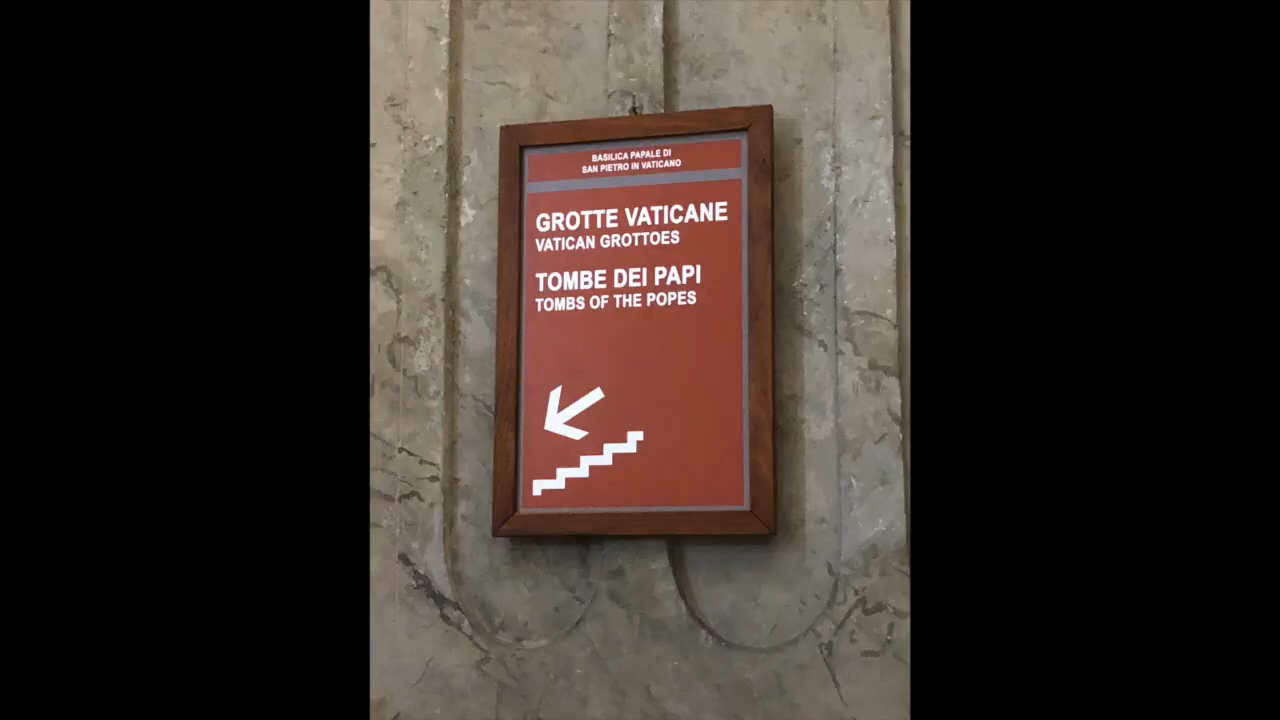 BASILICA PAPALE DI
SAN PIETRO IN VATICANO
GROTTE VATICANE
VATICAN GROTTOES
TOMBE DEI PAPI
TOMBS OF THE POPES